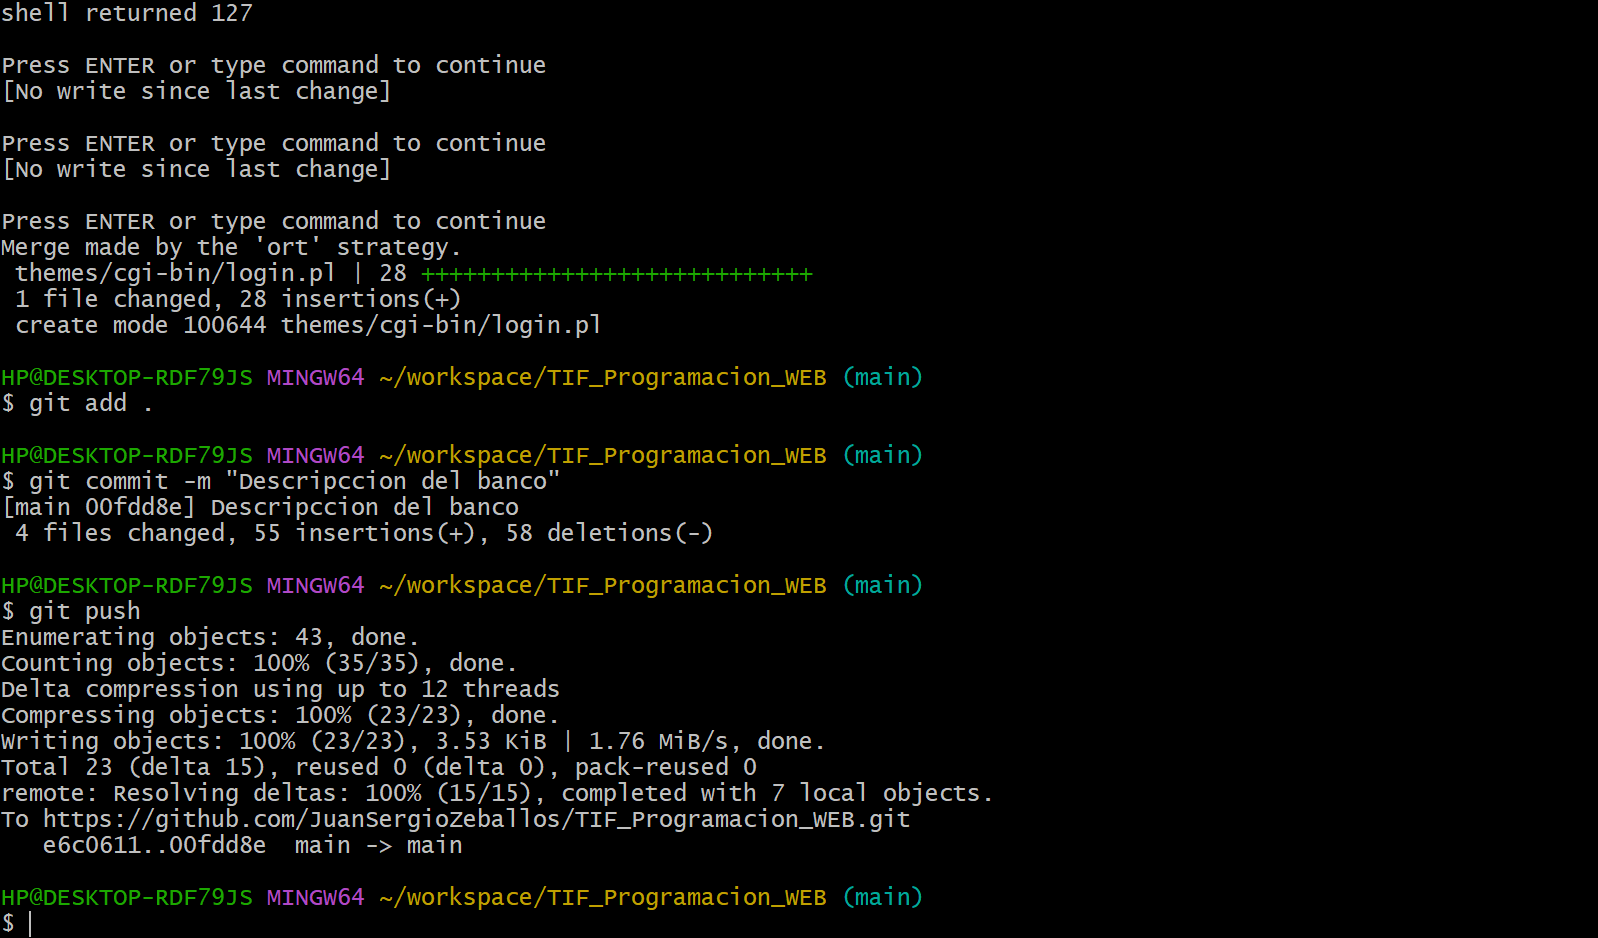 shell returned 127
Press ENTER or type command to continue
[No write since last change]
Press ENTER or type command to continue
[No write since last change]
Press ENTER or type command to continue
Merge made by the 'ort' strategy.
 themes/cgi-bin/login.pl | 28 ++++++++++++++++++++++++++++
 1 file changed, 28 insertions(+)
 create mode 100644 themes/cgi-bin/login.pl
HP@DESKTOP-RDF79JS MINGW64 ~/workspace/TIF_Programacion_WEB (main)
$ git add .
HP@DESKTOP-RDF79JS MINGW64 ~/workspace/TIF_Programacion_WEB (main)
$ git commit -m "Descripccion del banco"
[main 00fdd8e] Descripccion del banco
 4 files changed, 55 insertions(+), 58 deletions(-)
HP@DESKTOP-RDF79JS MINGW64 ~/workspace/TIF_Programacion_WEB (main)
$ git push
Enumerating objects: 43, done.
Counting objects: 100% (35/35), done.
Delta compression using up to 12 threads
Compressing objects: 100% (23/23), done.
Writing objects: 100% (23/23), 3.53 KiB | 1.76 MiB/s, done.
Total 23 (delta 15), reused 0 (delta 0), pack-reused 0
remote: Resolving deltas: 100% (15/15), completed with 7 local objects.
To https://github.com/JuanSergioZeballos/TIF_Programacion_WEB.git
   e6c0611..00fdd8e  main -> main
HP@DESKTOP-RDF79JS MINGW64 ~/workspace/TIF_Programacion_WEB (main)
$